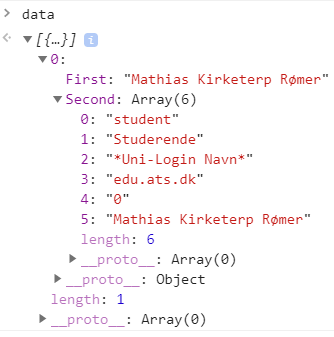 data
[{…}] i
0:
First: "Mathias Kirketerp Rømer"
Second: Array(6)
0: "student"
1: "Studerende"
2: "*Uni-Login Navn*"
3: "edu.ats.dk"
4: "0"
5: "Mathias Kirketerp Rømer"
length: 6
__proto__: Array(0)
__proto__: Object
length: 1
__proto__: Array(0)